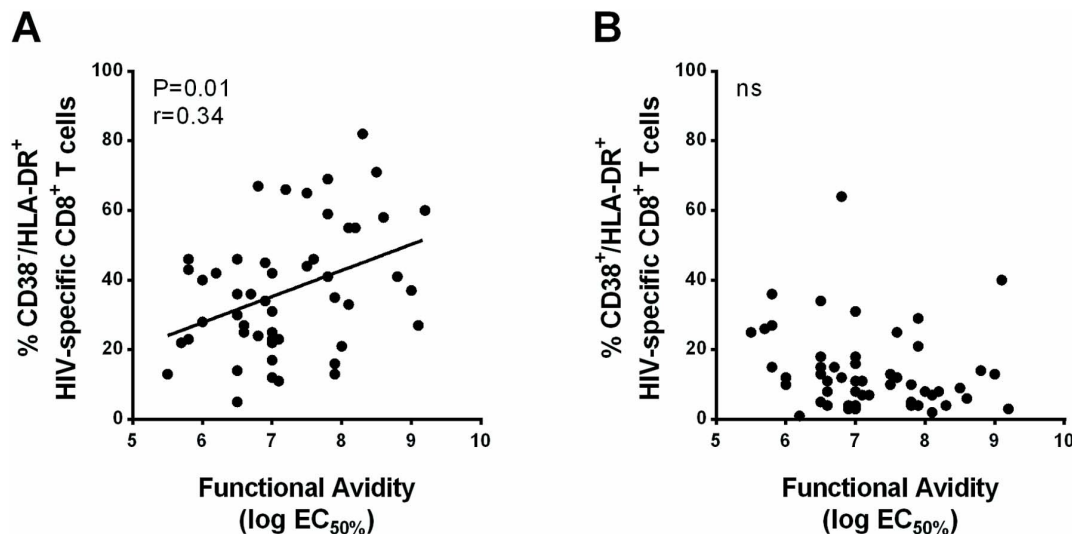 A
P=0.01
r=0.34
% CD38⁻/HLA-DR⁺
HIV-specific CD8⁺ T cells
100
80
60
40
20
0
5 6 7 8 9 10
Functional Avidity
(log EC₅₀%)
B
ns
% CD38⁺/HLA-DR⁺
HIV-specific CD8⁺ T cells
100
80
60
40
20
0
5 6 7 8 9 10
Functional Avidity
(log EC₅₀%)